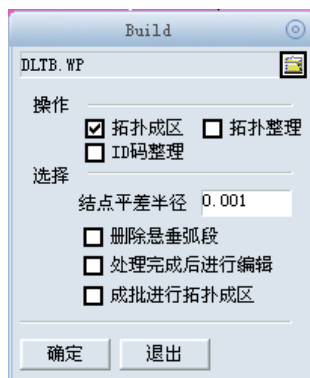 Build
DLTB.WP
操作
拓扑成区 拓扑整理
ID码整理
选择
结点平差半径 0.001
删除悬垂弧段
处理完成后进行编辑
成批进行拓扑成区
确定 退出